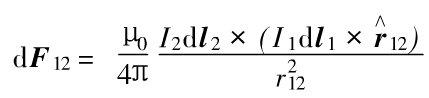 d𝑭₁₂ = μ₀/4π I₂d𝒍₂ × (I₁d𝒍₁ × r̂₁₂)/r₁₂²